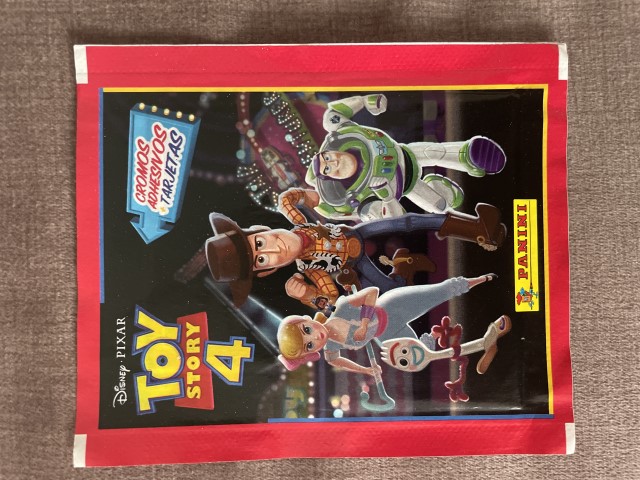 Disney · PIXAR
TOY
STORY
4
CROMOS
ADHESIVOS
+ TARJETAS
PANINI